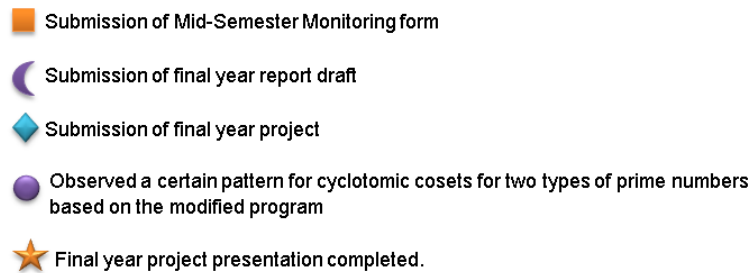 Submission of Mid-Semester Monitoring form
Submission of final year report draft
Submission of final year project
Observed a certain pattern for cyclotomic cosets for two types of prime numbers
based on the modified program
Final year project presentation completed.